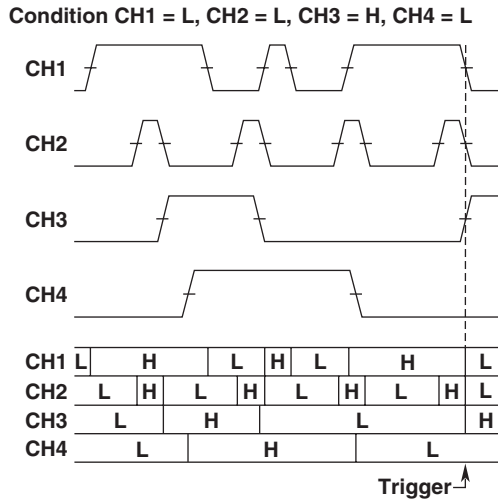 Condition CH1 = L, CH2 = L, CH3 = H, CH4 = L
CH1
CH2
CH3
CH4
CH1 L H L H L H L
CH2 L H L H L H L H L
CH3 L H L H
CH4 L H L
Trigger